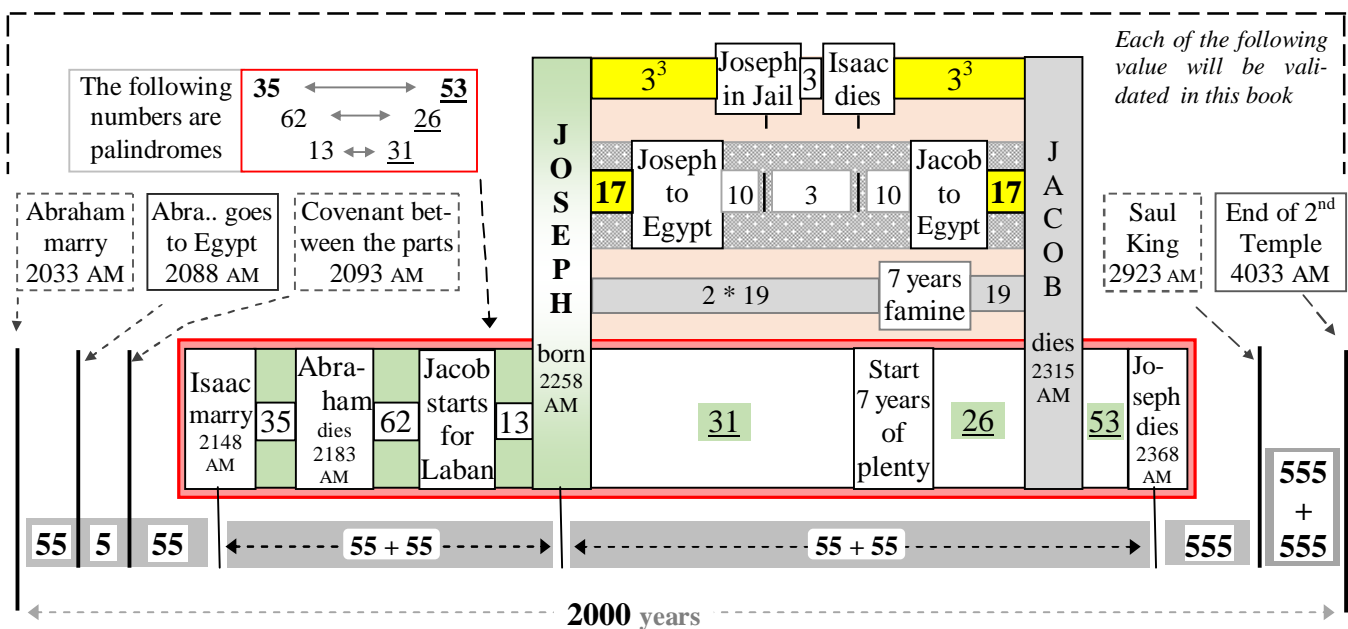 Each of the following
value will be vali-
dated in this book
The following
numbers are
palindromes
35 53
62 26
13 31
JOSEPH
born
2258
AM
3³
Joseph
in Jail
3
Isaac
dies
3³
17
Joseph
to
Egypt
10
3
10
Jacob
to
Egypt
17
2 * 19
7 years
famine
19
JACOB
dies
2315
AM
Abraham
marry
2033 AM
Abra.. goes
to Egypt
2088 AM
Covenant bet-
ween the parts
2093 AM
Saul
King
2923 AM
End of 2nd
Temple
4033 AM
Isaac
marry
2148
AM
35
Abra-
ham
dies
2183
AM
62
Jacob
starts
for
Laban
13
31
Start
7 years
of
plenty
26
53
Jo-
seph
dies
2368
AM
55
5
55
55 + 55
55 + 55
555
555
+
555
2000 years